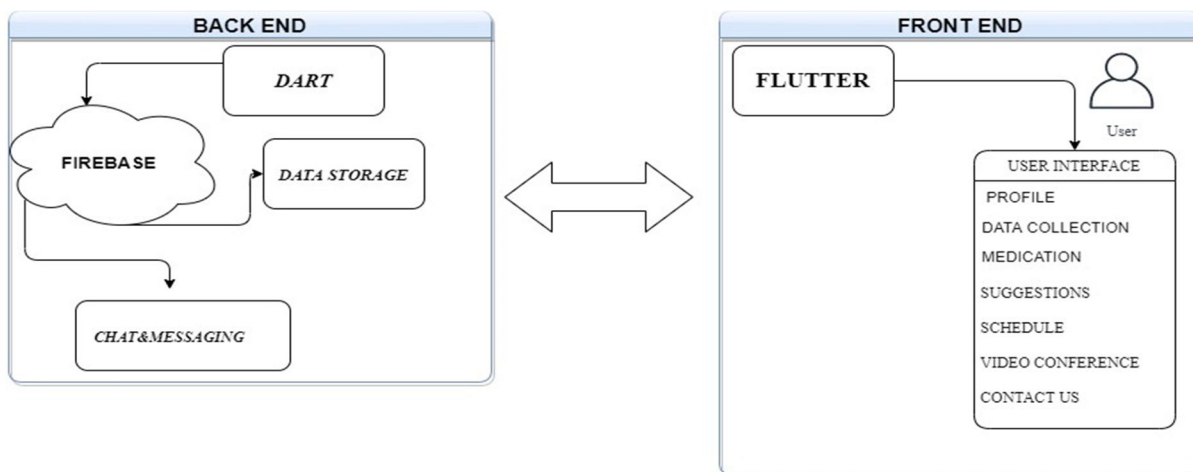 BACK END
DART
FIREBASE
DATA STORAGE
CHAT&MESSAGING
FRONT END
FLUTTER
User
USER INTERFACE
PROFILE
DATA COLLECTION
MEDICATION
SUGGESTIONS
SCHEDULE
VIDEO CONFERENCE
CONTACT US